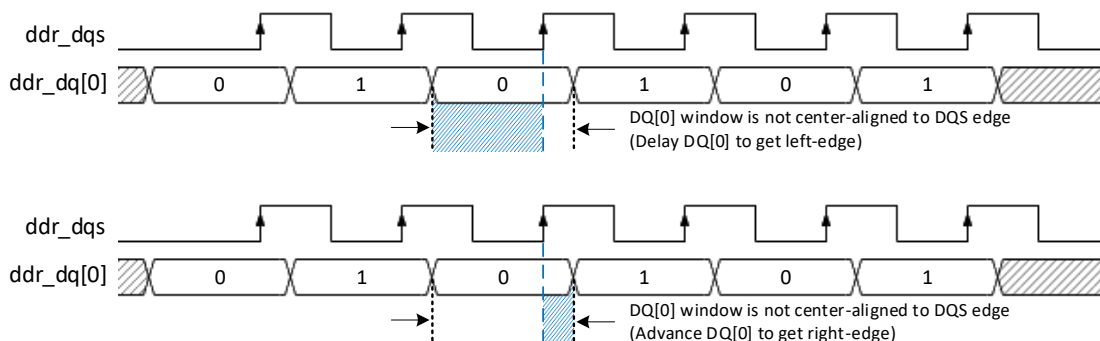 ddr_dqs
ddr_dq[0] 0 1 0 1 0 1
DQ[0] window is not center-aligned to DQS edge
(Delay DQ[0] to get left-edge)
ddr_dqs
ddr_dq[0] 0 1 0 1 0 1
DQ[0] window is not center-aligned to DQS edge
(Advance DQ[0] to get right-edge)